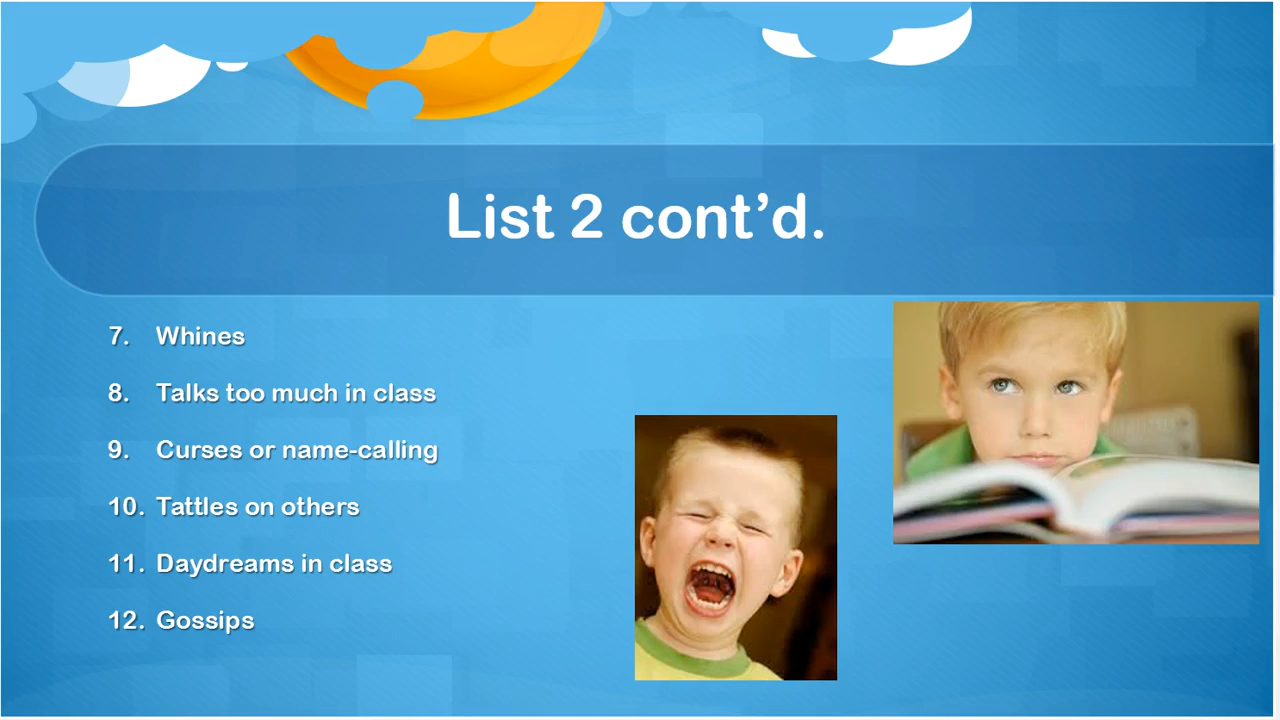 List 2 cont’d.
7. Whines
8. Talks too much in class
9. Curses or name-calling
10. Tattles on others
11. Daydreams in class
12. Gossips